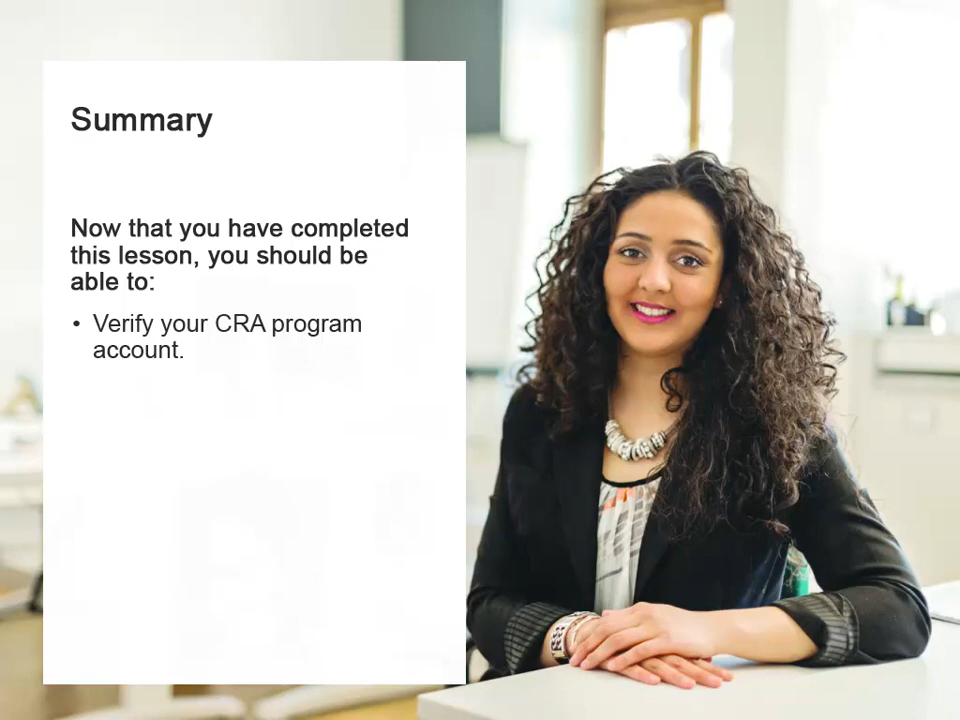 Summary
Now that you have completed
this lesson, you should be
able to:
• Verify your CRA program
account.